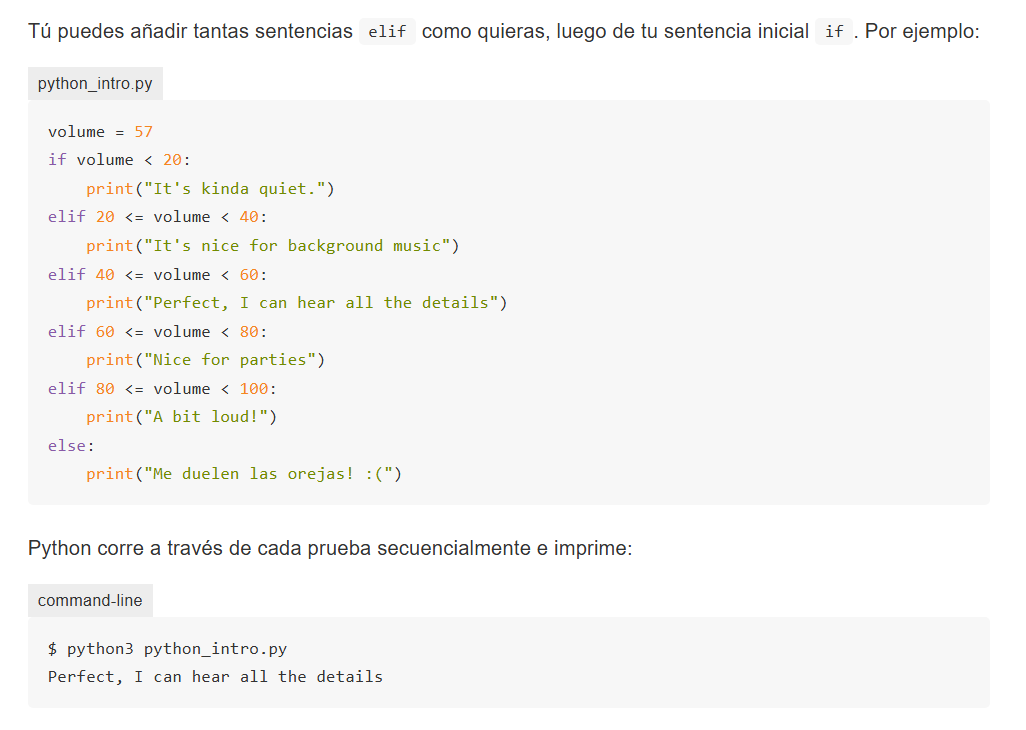 Tú puedes añadir tantas sentencias elif como quieras, luego de tu sentencia inicial if . Por ejemplo:
python_intro.py
volume = 57
if volume < 20:
    print("It's kinda quiet.")
elif 20 <= volume < 40:
    print("It's nice for background music")
elif 40 <= volume < 60:
    print("Perfect, I can hear all the details")
elif 60 <= volume < 80:
    print("Nice for parties")
elif 80 <= volume < 100:
    print("A bit loud!")
else:
    print("Me duelen las orejas! :(")
Python corre a través de cada prueba secuencialmente e imprime:
command-line
$ python3 python_intro.py
Perfect, I can hear all the details